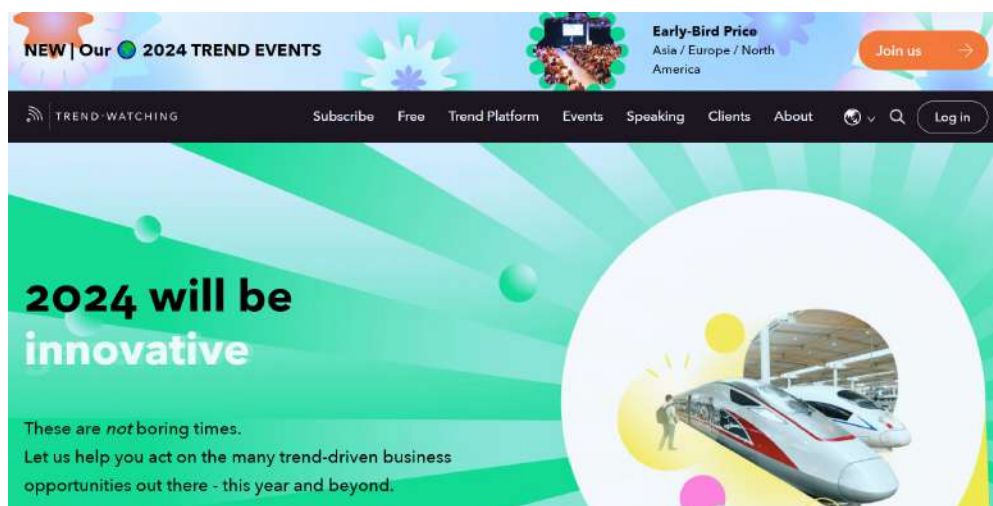 NEW | Our 2024 TREND EVENTS
Early-Bird Price
Asia / Europe / North
America
Join us
TREND-WATCHING
Subscribe Free Trend Platform Events Speaking Clients About
Log in
2024 will be
innovative
These are not boring times.
Let us help you act on the many trend-driven business
opportunities out there - this year and beyond.